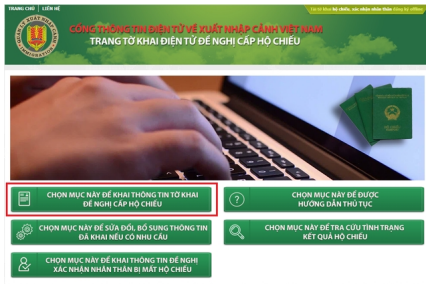 TRANG CHỦ
LIÊN HỆ
CỔNG THÔNG TIN ĐIỆN TỬ VỀ XUẤT NHẬP CẢNH VIỆT NAM
TRANG TỜ KHAI ĐIỆN TỬ ĐỀ NGHỊ CẤP HỘ CHIẾU
CHỌN MỤC NÀY ĐỂ KHAI THÔNG TIN TỜ KHAI
ĐỀ NGHỊ CẤP HỘ CHIẾU
CHỌN MỤC NÀY ĐỂ ĐƯỢC
HƯỚNG DẪN THỦ TỤC
CHỌN MỤC NÀY ĐỂ SỬA ĐỔI, BỔ SUNG THÔNG TIN
ĐÃ KHAI NẾU CÓ NHU CẦU
CHỌN MỤC NÀY ĐỂ TRA CỨU TÌNH TRẠNG
KẾT QUẢ HỘ CHIẾU
CHỌN MỤC NÀY ĐỂ KHAI THÔNG TIN ĐỀ NGHỊ
XÁC NHẬN NHÂN THÂN BỊ MẤT HỘ CHIẾU